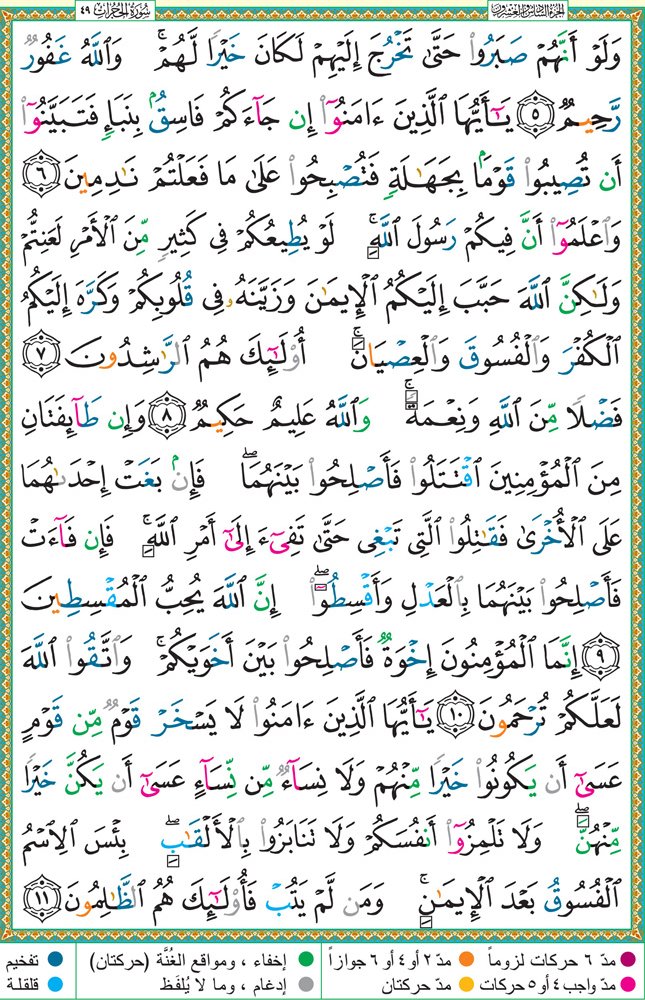 الجزء السادس والعشرون سورة الحجرات ٤٩
وَلَوْ أَنَّهُمْ صَبَرُوا۟ حَتَّىٰ تَخْرُجَ إِلَيْهِمْ لَكَانَ خَيْرًا لَّهُمْ ۚ وَٱللَّهُ غَفُورٌ
رَّحِيمٌ ٥ يَـٰٓأَيُّهَا ٱلَّذِينَ ءَامَنُوٓا۟ إِن جَآءَكُمْ فَاسِقٌۢ بِنَبَإٍ فَتَبَيَّنُوٓا۟
أَن تُصِيبُوا۟ قَوْمًۢا بِجَهَـٰلَةٍ فَتُصْبِحُوا۟ عَلَىٰ مَا فَعَلْتُمْ نَـٰدِمِينَ ٦
وَٱعْلَمُوٓا۟ أَنَّ فِيكُمْ رَسُولَ ٱللَّهِ ۚ لَوْ يُطِيعُكُمْ فِى كَثِيرٍ مِّنَ ٱلْأَمْرِ لَعَنِتُّمْ
وَلَـٰكِنَّ ٱللَّهَ حَبَّبَ إِلَيْكُمُ ٱلْإِيمَـٰنَ وَزَيَّنَهُۥ فِى قُلُوبِكُمْ وَكَرَّهَ إِلَيْكُمُ
ٱلْكُفْرَ وَٱلْفُسُوقَ وَٱلْعِصْيَانَ ۚ أُو۟لَـٰٓئِكَ هُمُ ٱلرَّٰشِدُونَ ٧
فَضْلًا مِّنَ ٱللَّهِ وَنِعْمَةً ۚ وَٱللَّهُ عَلِيمٌ حَكِيمٌ ٨ وَإِن طَآئِفَتَانِ
مِنَ ٱلْمُؤْمِنِينَ ٱقْتَتَلُوا۟ فَأَصْلِحُوا۟ بَيْنَهُمَا ۖ فَإِنۢ بَغَتْ إِحْدَىٰهُمَا
عَلَى ٱلْأُخْرَىٰ فَقَـٰتِلُوا۟ ٱلَّتِى تَبْغِى حَتَّىٰ تَفِىٓءَ إِلَىٰٓ أَمْرِ ٱللَّهِ ۚ فَإِن فَآءَتْ
فَأَصْلِحُوا۟ بَيْنَهُمَا بِٱلْعَدْلِ وَأَقْسِطُوٓا۟ ۖ إِنَّ ٱللَّهَ يُحِبُّ ٱلْمُقْسِطِينَ
٩ إِنَّمَا ٱلْمُؤْمِنُونَ إِخْوَةٌ فَأَصْلِحُوا۟ بَيْنَ أَخَوَيْكُمْ ۚ وَٱتَّقُوا۟ ٱللَّهَ
لَعَلَّكُمْ تُرْحَمُونَ ١٠ يَـٰٓأَيُّهَا ٱلَّذِينَ ءَامَنُوا۟ لَا يَسْخَرْ قَوْمٌ مِّن قَوْمٍ
عَسَىٰٓ أَن يَكُونُوا۟ خَيْرًا مِّنْهُمْ وَلَا نِسَآءٌ مِّن نِّسَآءٍ عَسَىٰٓ أَن يَكُنَّ خَيْرًا
مِّنْهُنَّ ۖ وَلَا تَلْمِزُوٓا۟ أَنفُسَكُمْ وَلَا تَنَابَزُوا۟ بِٱلْأَلْقَـٰبِ ۖ بِئْسَ ٱلِٱسْمُ
ٱلْفُسُوقُ بَعْدَ ٱلْإِيمَـٰنِ ۚ وَمَن لَّمْ يَتُبْ فَأُو۟لَـٰٓئِكَ هُمُ ٱلظَّـٰلِمُونَ ١١
مدّ ٦ حركات لزوماً مدّ ٢ أو ٤ أو ٦ جوازاً إخفاء ، ومواقع الغُنَّة (حركتان) تفخيم
مدّ واجب ٤ أو ٥ حركات مدّ حركتان إدغام ، وما لا يُلفَظ قلقلة